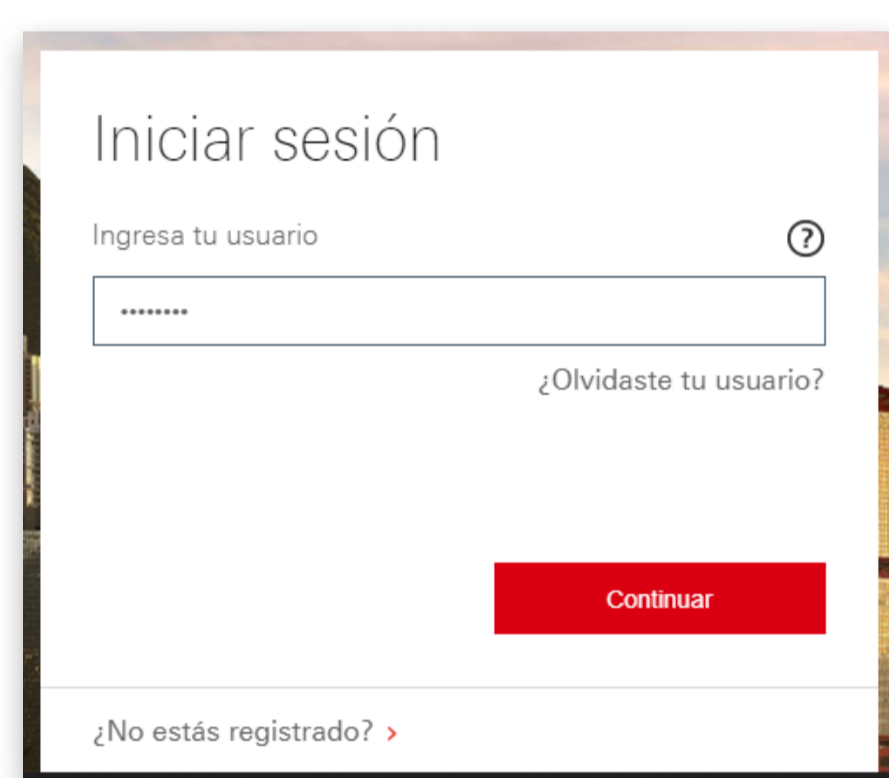 Iniciar sesión
Ingresa tu usuario
?
••••••••
¿Olvidaste tu usuario?
Continuar
¿No estás registrado? >